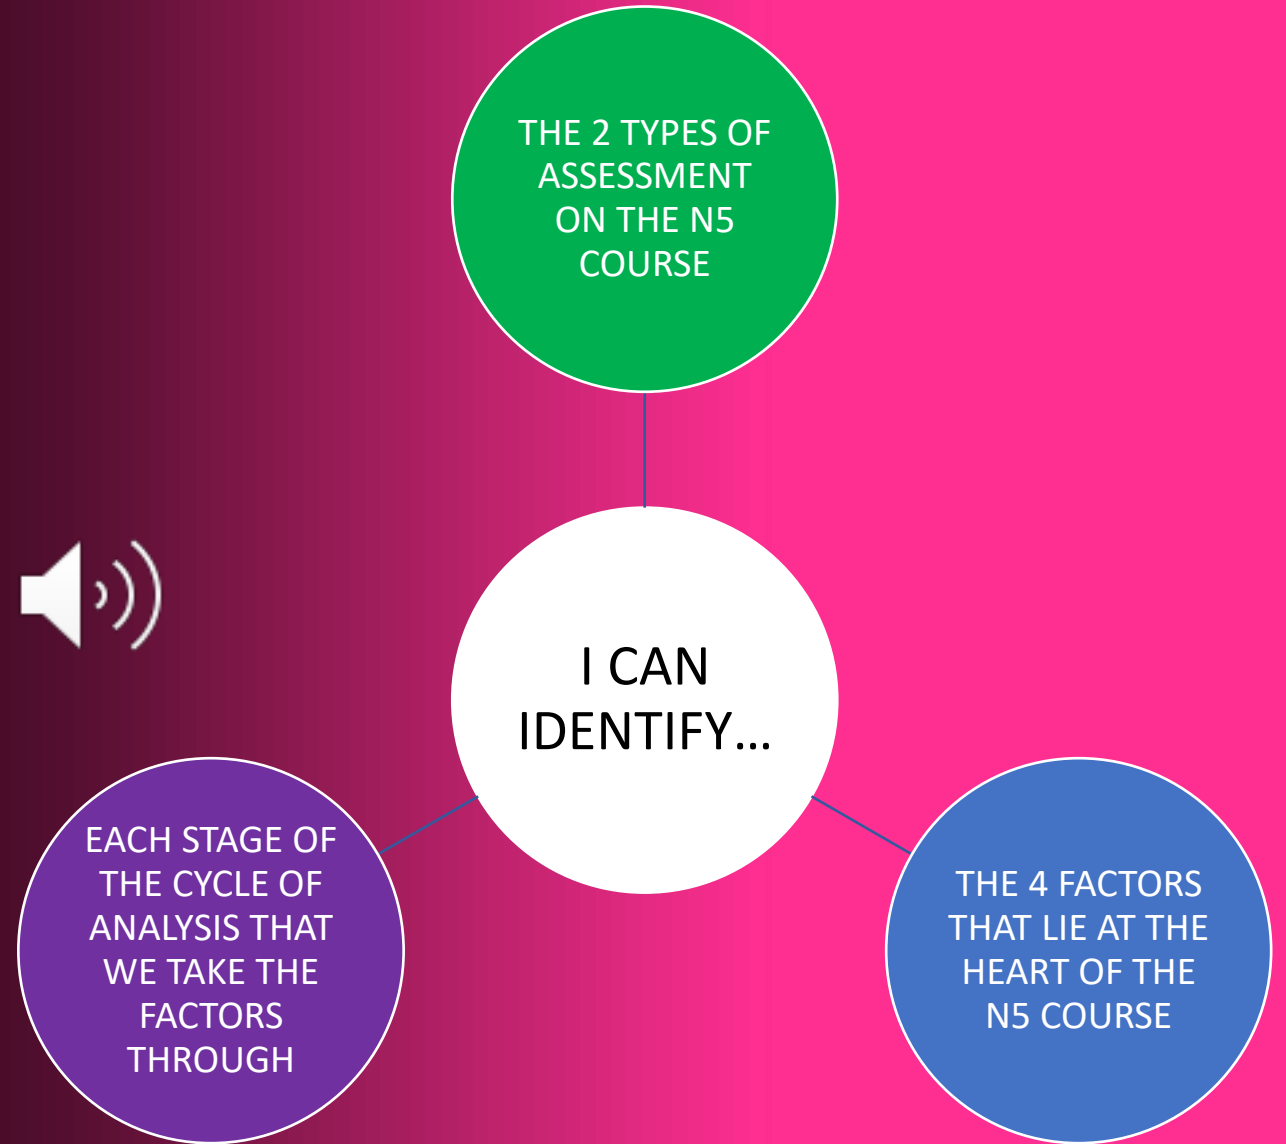 THE 2 TYPES OF
ASSESSMENT
ON THE N5
COURSE
I CAN
IDENTIFY...
EACH STAGE OF
THE CYCLE OF
ANALYSIS THAT
WE TAKE THE
FACTORS
THROUGH
THE 4 FACTORS
THAT LIE AT THE
HEART OF THE
N5 COURSE